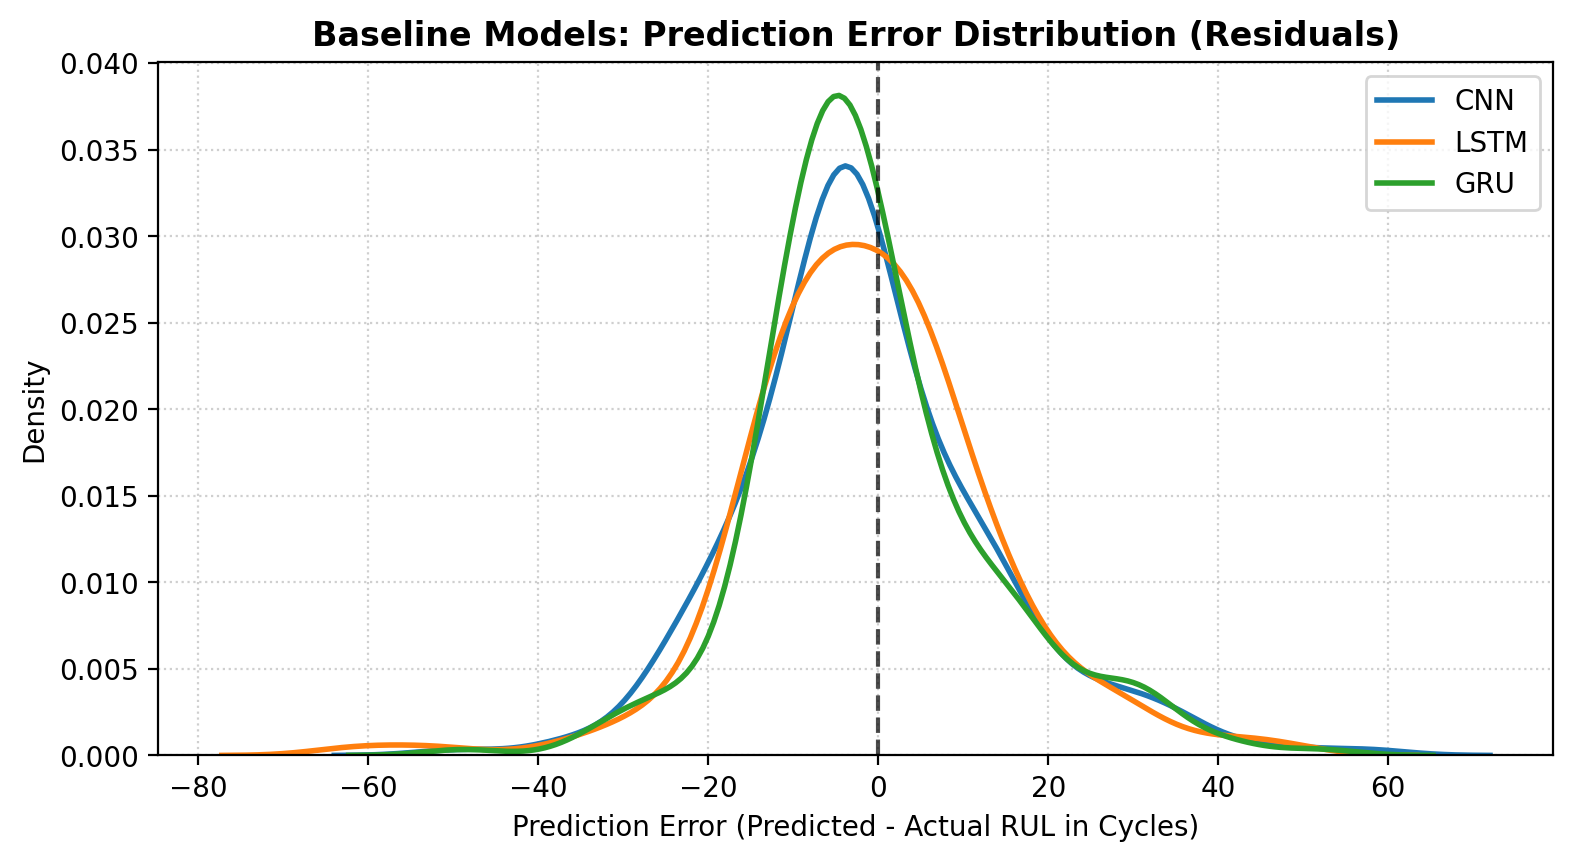 Baseline Models: Prediction Error Distribution (Residuals)
0.040
0.035
0.030
0.025
0.020
0.015
0.010
0.005
0.000
Density
CNN
LSTM
GRU
−80 −60 −40 −20 0 20 40 60
Prediction Error (Predicted - Actual RUL in Cycles)